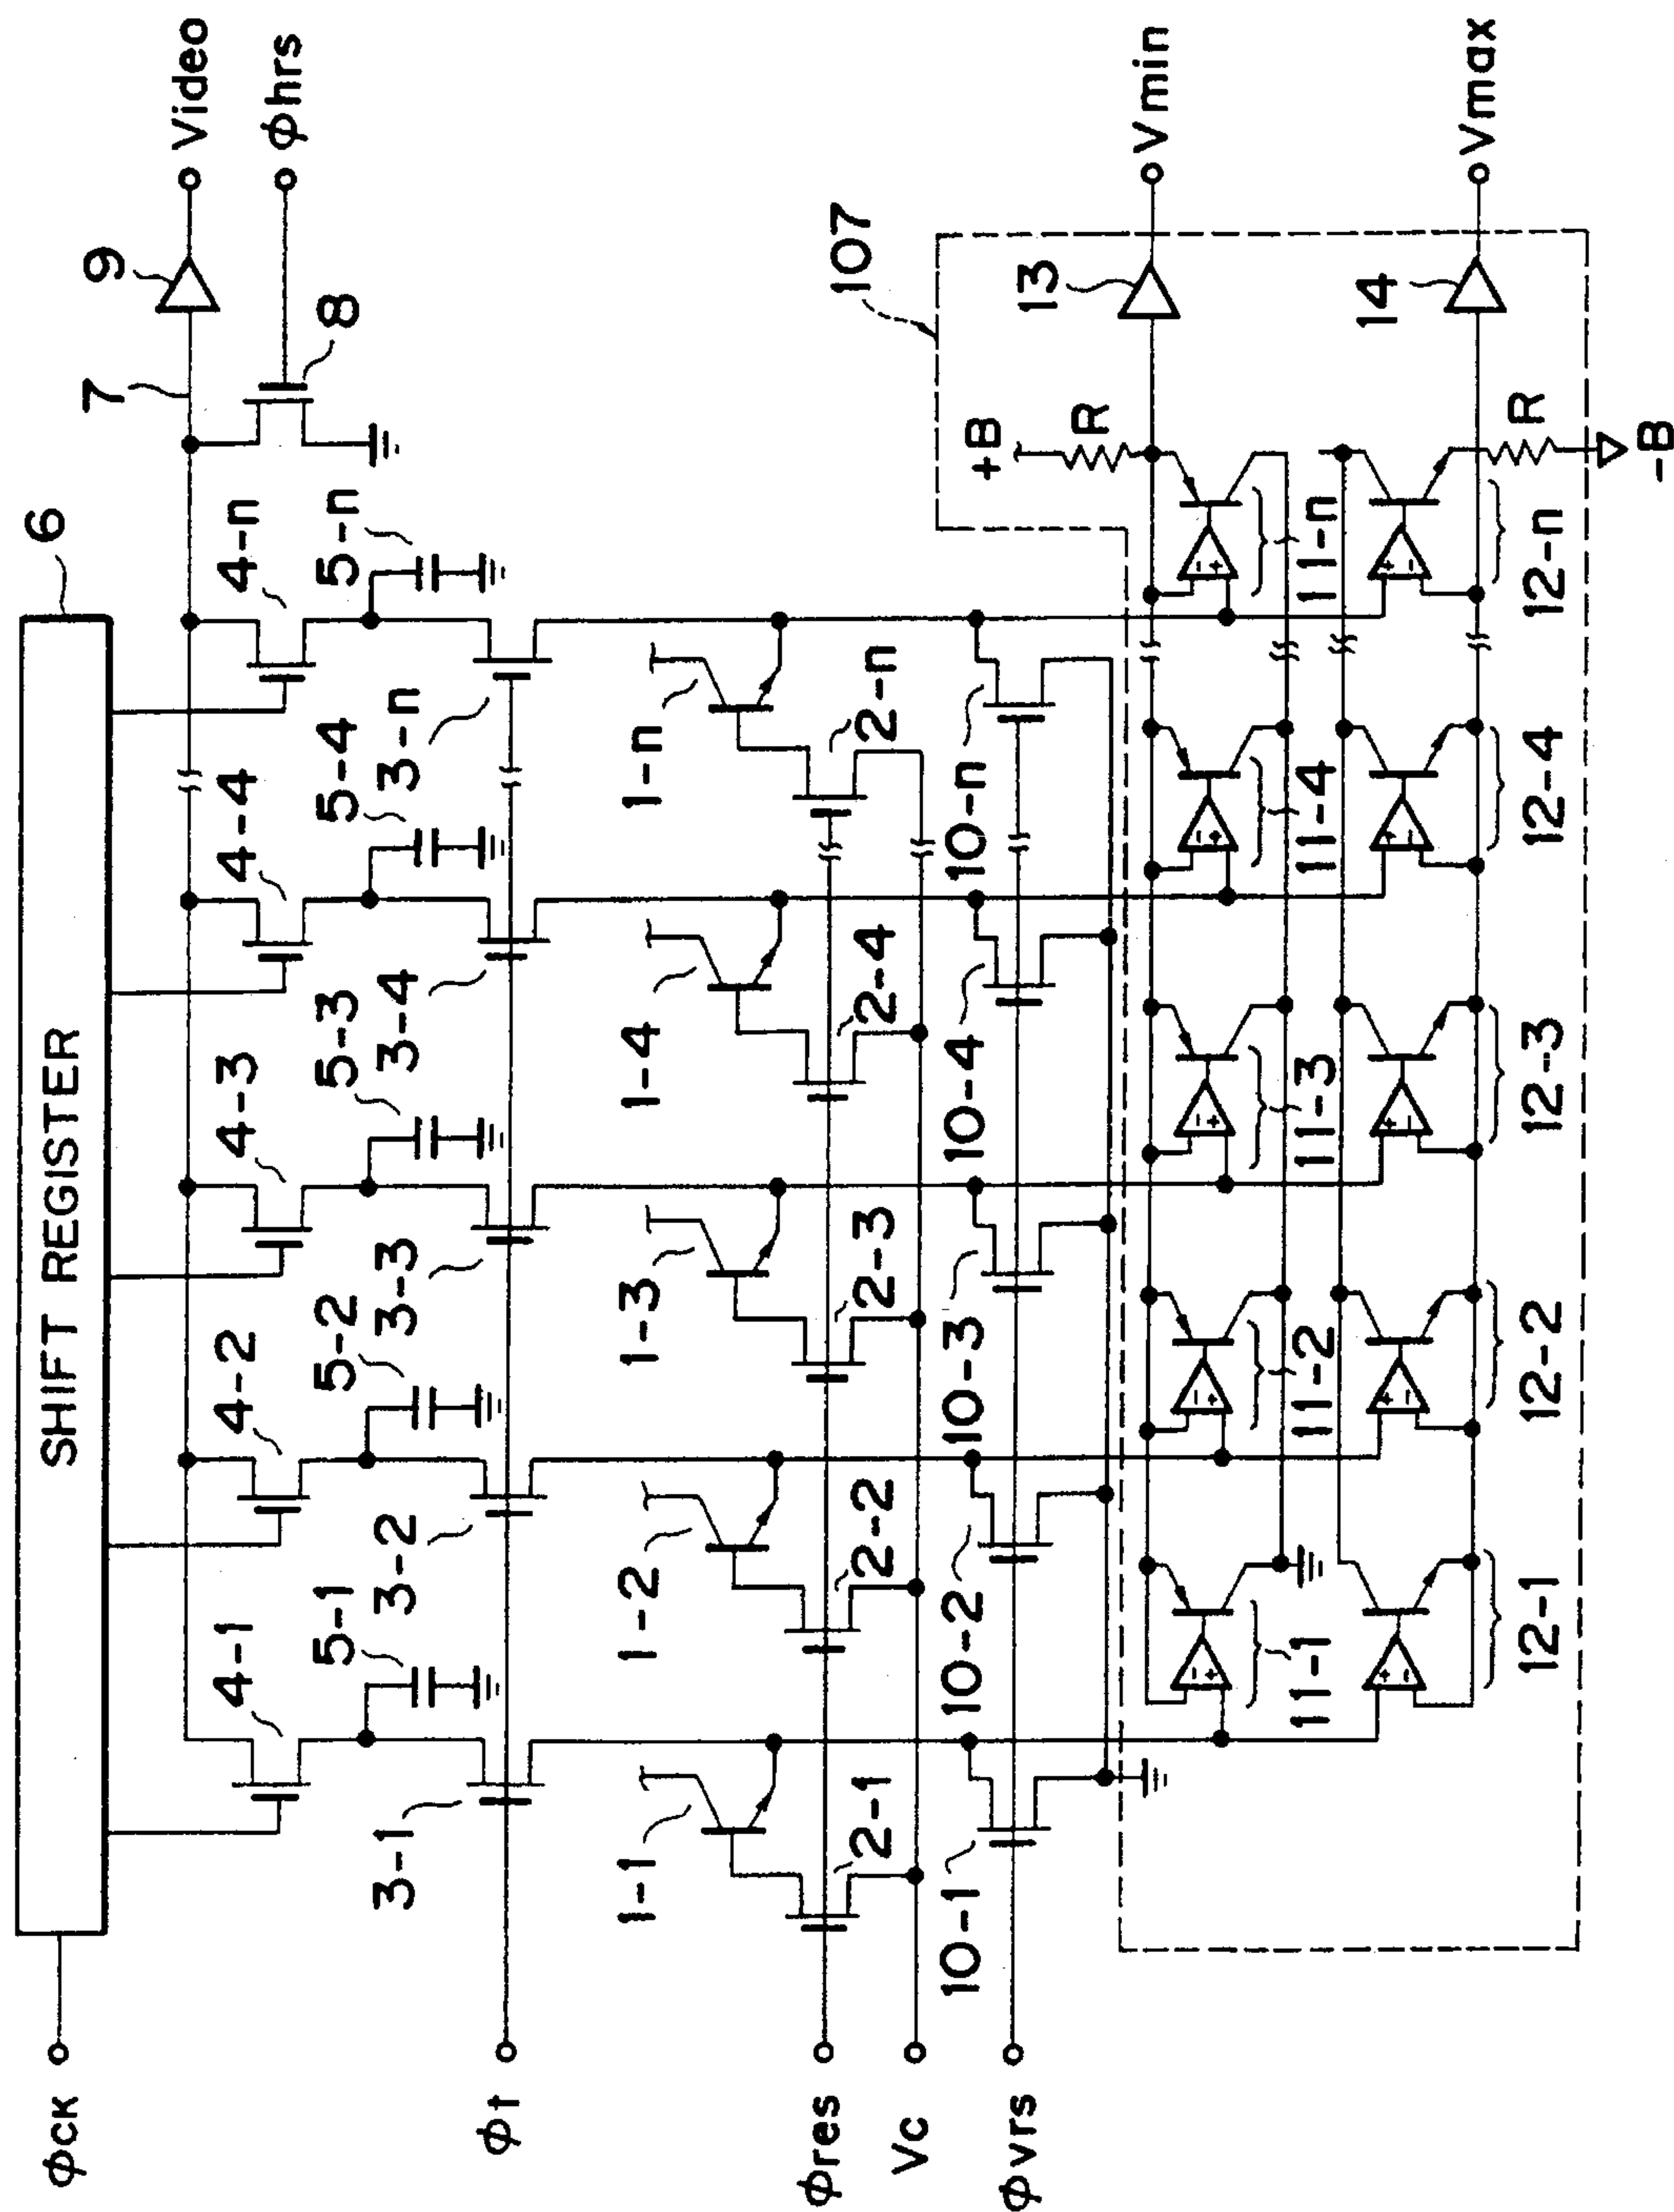 φCK
SHIFT REGISTER
6
7
9
Video
φhrs
8
4-1
4-2
4-3
4-4
4-n
5-1
5-2
5-3
5-4
5-n
φt
3-1
3-2
3-3
3-4
3-n
1-1
1-2
1-3
1-4
1-n
φres
2-1
2-2
2-3
2-4
2-n
Vc
φvrs
10-1
10-2
10-3
10-4
10-n
107
+B
R
13
Vmin
- +
- +
- +
- +
- +
11-1
11-2
11-3
11-4
11-n
+ -
+ -
+ -
+ -
+ -
12-1
12-2
12-3
12-4
12-n
14
Vmax
R
-B